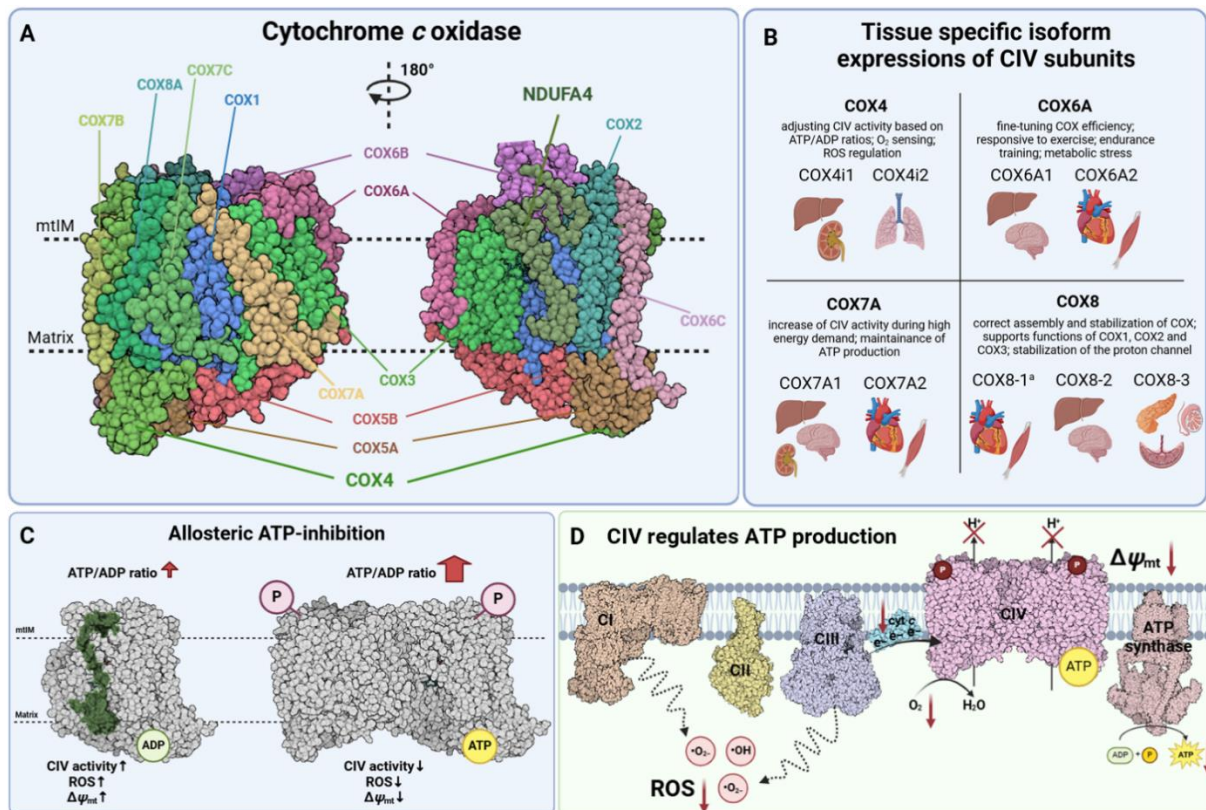 A
Cytochrome c oxidase
180°
COX7B
COX8A
COX7C
COX1
NDUFA4
COX2
COX6B
COX6A
mtIM
Matrix
COX6C
COX7A
COX3
COX5B
COX5A
COX4
B
Tissue specific isoform
expressions of CIV subunits
COX4
adjusting CIV activity based on
ATP/ADP ratios; O₂ sensing;
ROS regulation
COX4i1 COX4i2
COX6A
fine-tuning COX efficiency;
responsive to exercise; endurance
training; metabolic stress
COX6A1 COX6A2
COX7A
increase of CIV activity during high
energy demand; maintainance of
ATP production
COX7A1 COX7A2
COX8
correct assembly and stabilization of COX;
supports functions of COX1, COX2 and
COX3; stabilization of the proton channel
COX8-1ᵃ COX8-2 COX8-3
C
Allosteric ATP-inhibition
ATP/ADP ratio
ATP/ADP ratio
P
P
mtIM
Matrix
ADP
ATP
CIV activity↑
ROS↑
Δψmt↑
CIV activity↓
ROS↓
Δψmt↓
D
CIV regulates ATP production
H⁺
H⁺
P
P
Δψmt
CI
CII
CIII
cyt c
e– e– e–
CIV
ATP
ATP
synthase
O₂
H₂O
•O₂–
•OH
•O₂–
ROS
ADP + P
ATP